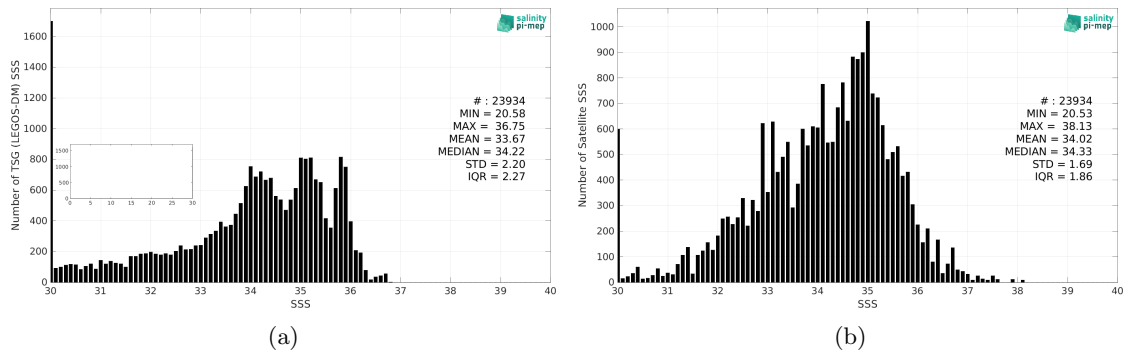 salinity
pi-mep
Number of TSG (LEGOS-DM) SSS
1600
1400
1200
1000
800
600
400
200
0
# : 23934
MIN = 20.58
MAX = 36.75
MEAN = 33.67
MEDIAN = 34.22
STD = 2.20
IQR = 2.27
1500
1000
500
0
0 5 10 15 20 25 30
30 31 32 33 34 35 36 37 38 39 40
SSS
(a)
salinity
pi-mep
Number of Satellite SSS
1000
900
800
700
600
500
400
300
200
100
0
# : 23934
MIN = 20.53
MAX = 38.13
MEAN = 34.02
MEDIAN = 34.33
STD = 1.69
IQR = 1.86
30 31 32 33 34 35 36 37 38 39 40
SSS
(b)